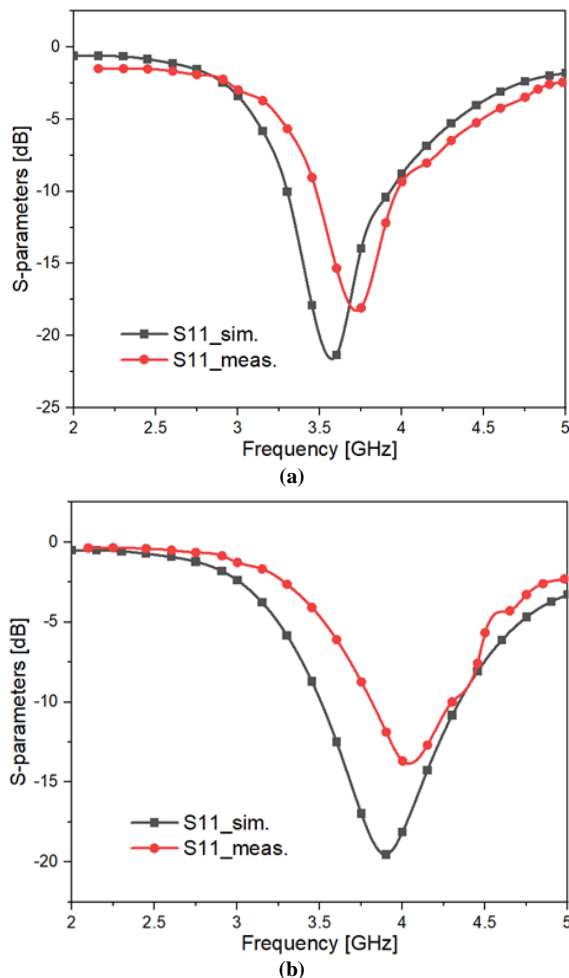 0
-5
-10
-15
-20
-25
S-parameters [dB]
S11_sim.
S11_meas.
2 2.5 3 3.5 4 4.5 5
Frequency [GHz]
(a)
0
-5
-10
-15
-20
S-parameters [dB]
S11_sim.
S11_meas.
2 2.5 3 3.5 4 4.5 5
Frequency [GHz]
(b)